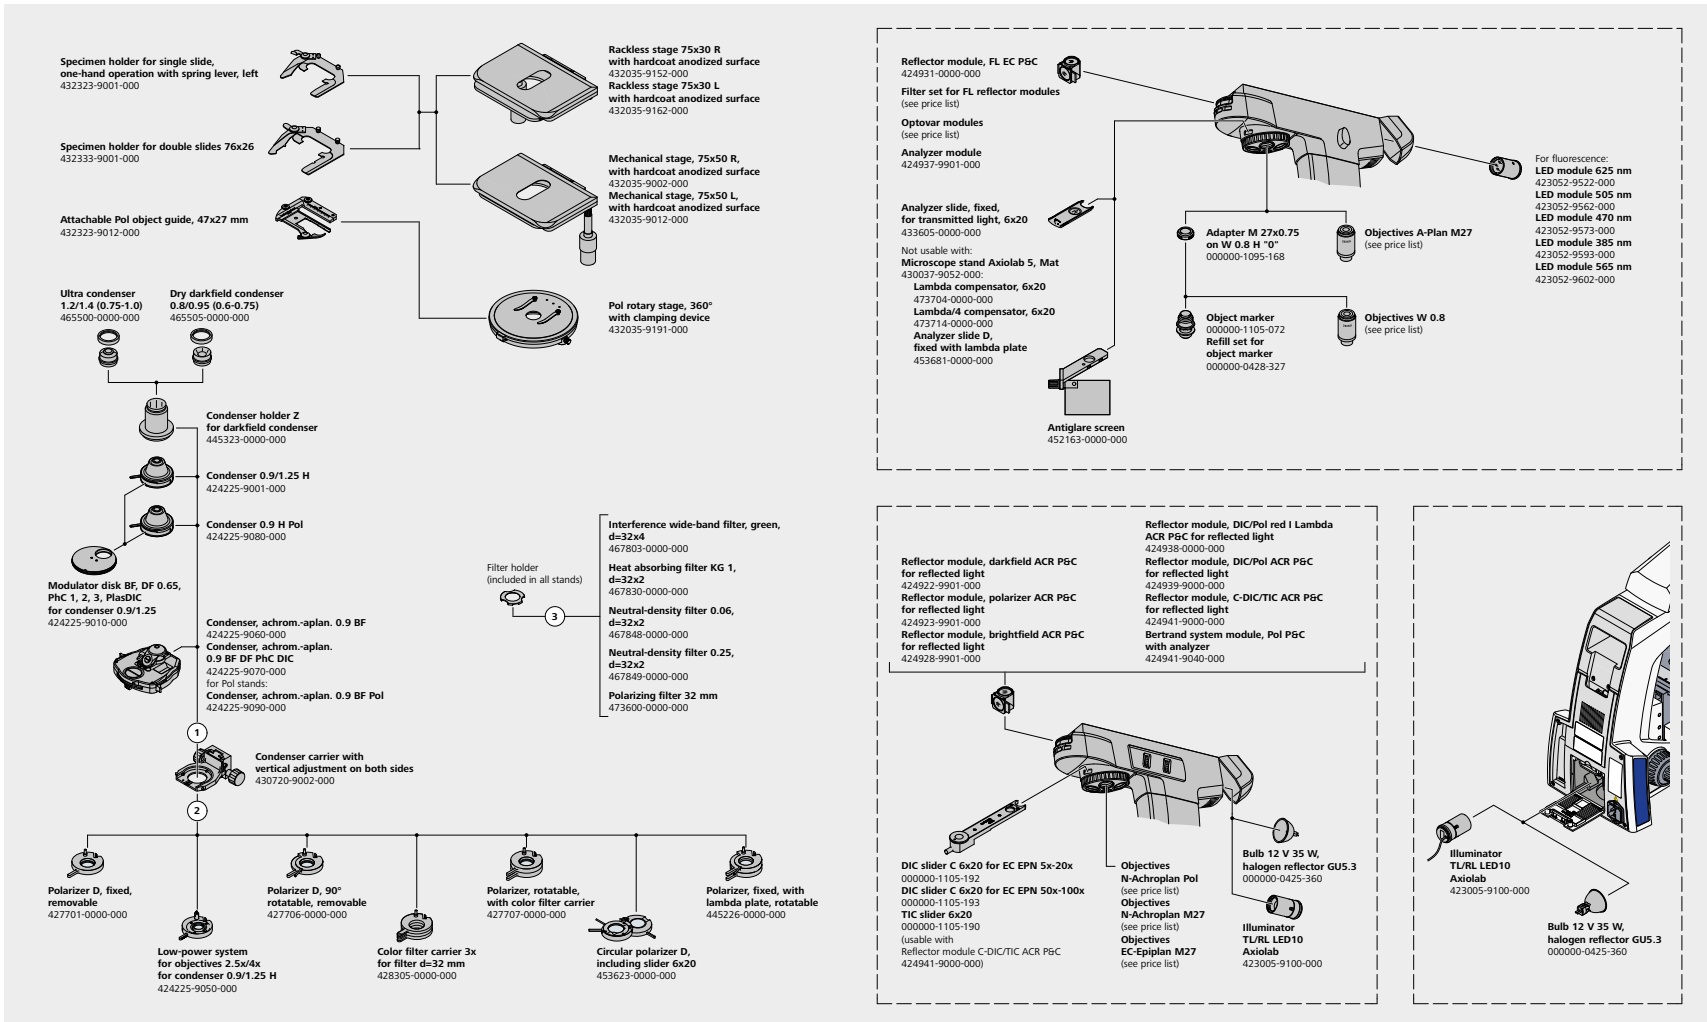 Specimen holder for single slide,
one-hand operation with spring lever, left
432323-9001-000
Specimen holder for double slides 76x26
432333-9001-000
Attachable Pol object guide, 47x27 mm
432323-9012-000
Rackless stage 75x30 R
with hardcoat anodized surface
432035-9152-000
Rackless stage 75x30 L
with hardcoat anodized surface
432035-9162-000
Mechanical stage, 75x50 R,
with hardcoat anodized surface
432035-9002-000
Mechanical stage, 75x50 L,
with hardcoat anodized surface
432035-9012-000
Pol rotary stage, 360°
with clamping device
432035-9191-000
Ultra condenser
1.2/1.4 (0.75-1.0)
465500-0000-000
Dry darkfield condenser
0.8/0.95 (0.6-0.75)
465505-0000-000
Condenser holder Z
for darkfield condenser
445323-0000-000
Condenser 0.9/1.25 H
424225-9001-000
Condenser 0.9 H Pol
424225-9080-000
Modulator disk BF, DF 0.65,
PhC 1, 2, 3, PlasDIC
for condenser 0.9/1.25
424225-9010-000
Condenser, achrom.-aplan. 0.9 BF
424225-9060-000
Condenser, achrom.-aplan.
0.9 BF DF PhC DIC
424225-9070-000
for Pol stands:
Condenser, achrom.-aplan. 0.9 BF Pol
424225-9090-000
1
Condenser carrier with
vertical adjustment on both sides
430720-9002-000
2
Filter holder
(included in all stands)
3
Interference wide-band filter, green,
d=32x4
467803-0000-000
Heat absorbing filter KG 1,
d=32x2
467830-0000-000
Neutral-density filter 0.06,
d=32x2
467848-0000-000
Neutral-density filter 0.25,
d=32x2
467849-0000-000
Polarizing filter 32 mm
473600-0000-000
Polarizer D, fixed,
removable
427701-0000-000
Low-power system
for objectives 2.5x/4x
for condenser 0.9/1.25 H
424225-9050-000
Polarizer D, 90°
rotatable, removable
427706-0000-000
Color filter carrier 3x
for filter d=32 mm
428305-0000-000
Polarizer, rotatable,
with color filter carrier
427707-0000-000
Circular polarizer D,
including slider 6x20
453623-0000-000
Polarizer, fixed, with
lambda plate, rotatable
445226-0000-000
Reflector module, FL EC P&C
424931-0000-000
Filter set for FL reflector modules
(see price list)
Optovar modules
(see price list)
Analyzer module
424937-9901-000
Analyzer slide, fixed,
for transmitted light, 6x20
433605-0000-000
Not usable with:
Microscope stand Axiolab 5, Mat
430037-9052-000:
Lambda compensator, 6x20
473704-0000-000
Lambda/4 compensator, 6x20
473714-0000-000
Analyzer slide D,
fixed with lambda plate
453681-0000-000
Antiglare screen
452163-0000-000
Adapter M 27x0.75
on W 0.8 H "0"
000000-1095-168
Object marker
000000-1105-072
Refill set for
object marker
000000-0428-327
Objectives A-Plan M27
(see price list)
Objectives W 0.8
(see price list)
For fluorescence:
LED module 625 nm
423052-9522-000
LED module 505 nm
423052-9562-000
LED module 470 nm
423052-9573-000
LED module 385 nm
423052-9593-000
LED module 565 nm
423052-9602-000
Reflector module, darkfield ACR P&C
for reflected light
424922-9901-000
Reflector module, polarizer ACR P&C
for reflected light
424923-9901-000
Reflector module, brightfield ACR P&C
for reflected light
424928-9901-000
Reflector module, DIC/Pol red I Lambda
ACR P&C for reflected light
424938-0000-000
Reflector module, DIC/Pol ACR P&C
for reflected light
424939-9000-000
Reflector module, C-DIC/TIC ACR P&C
for reflected light
424941-9000-000
Bertrand system module, Pol P&C
with analyzer
424941-9040-000
DIC slider C 6x20 for EC EPN 5x-20x
000000-1105-192
DIC slider C 6x20 for EC EPN 50x-100x
000000-1105-193
TIC slider 6x20
000000-1105-190
(usable with
Reflector module C-DIC/TIC ACR P&C
424941-9000-000)
Objectives
N-Achroplan Pol
(see price list)
Objectives
N-Achroplan M27
(see price list)
Objectives
EC-Epiplan M27
(see price list)
Bulb 12 V 35 W,
halogen reflector GU5.3
000000-0425-360
Illuminator
TL/RL LED10
Axiolab
423005-9100-000
Illuminator
TL/RL LED10
Axiolab
423005-9100-000
Bulb 12 V 35 W,
halogen reflector GU5.3
000000-0425-360